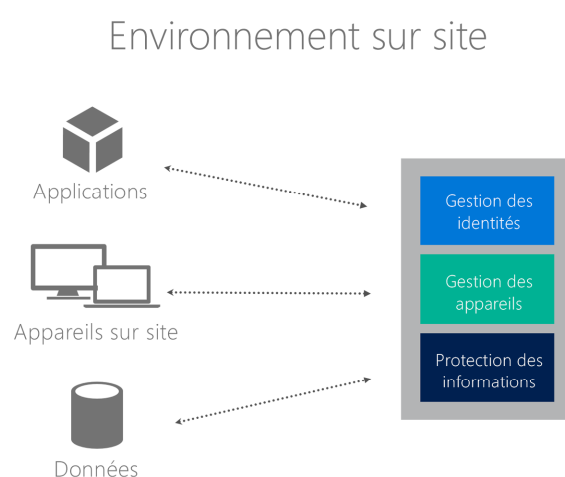 Environnement sur site
Applications
Appareils sur site
Données
Gestion des
identités
Gestion des
appareils
Protection des
informations